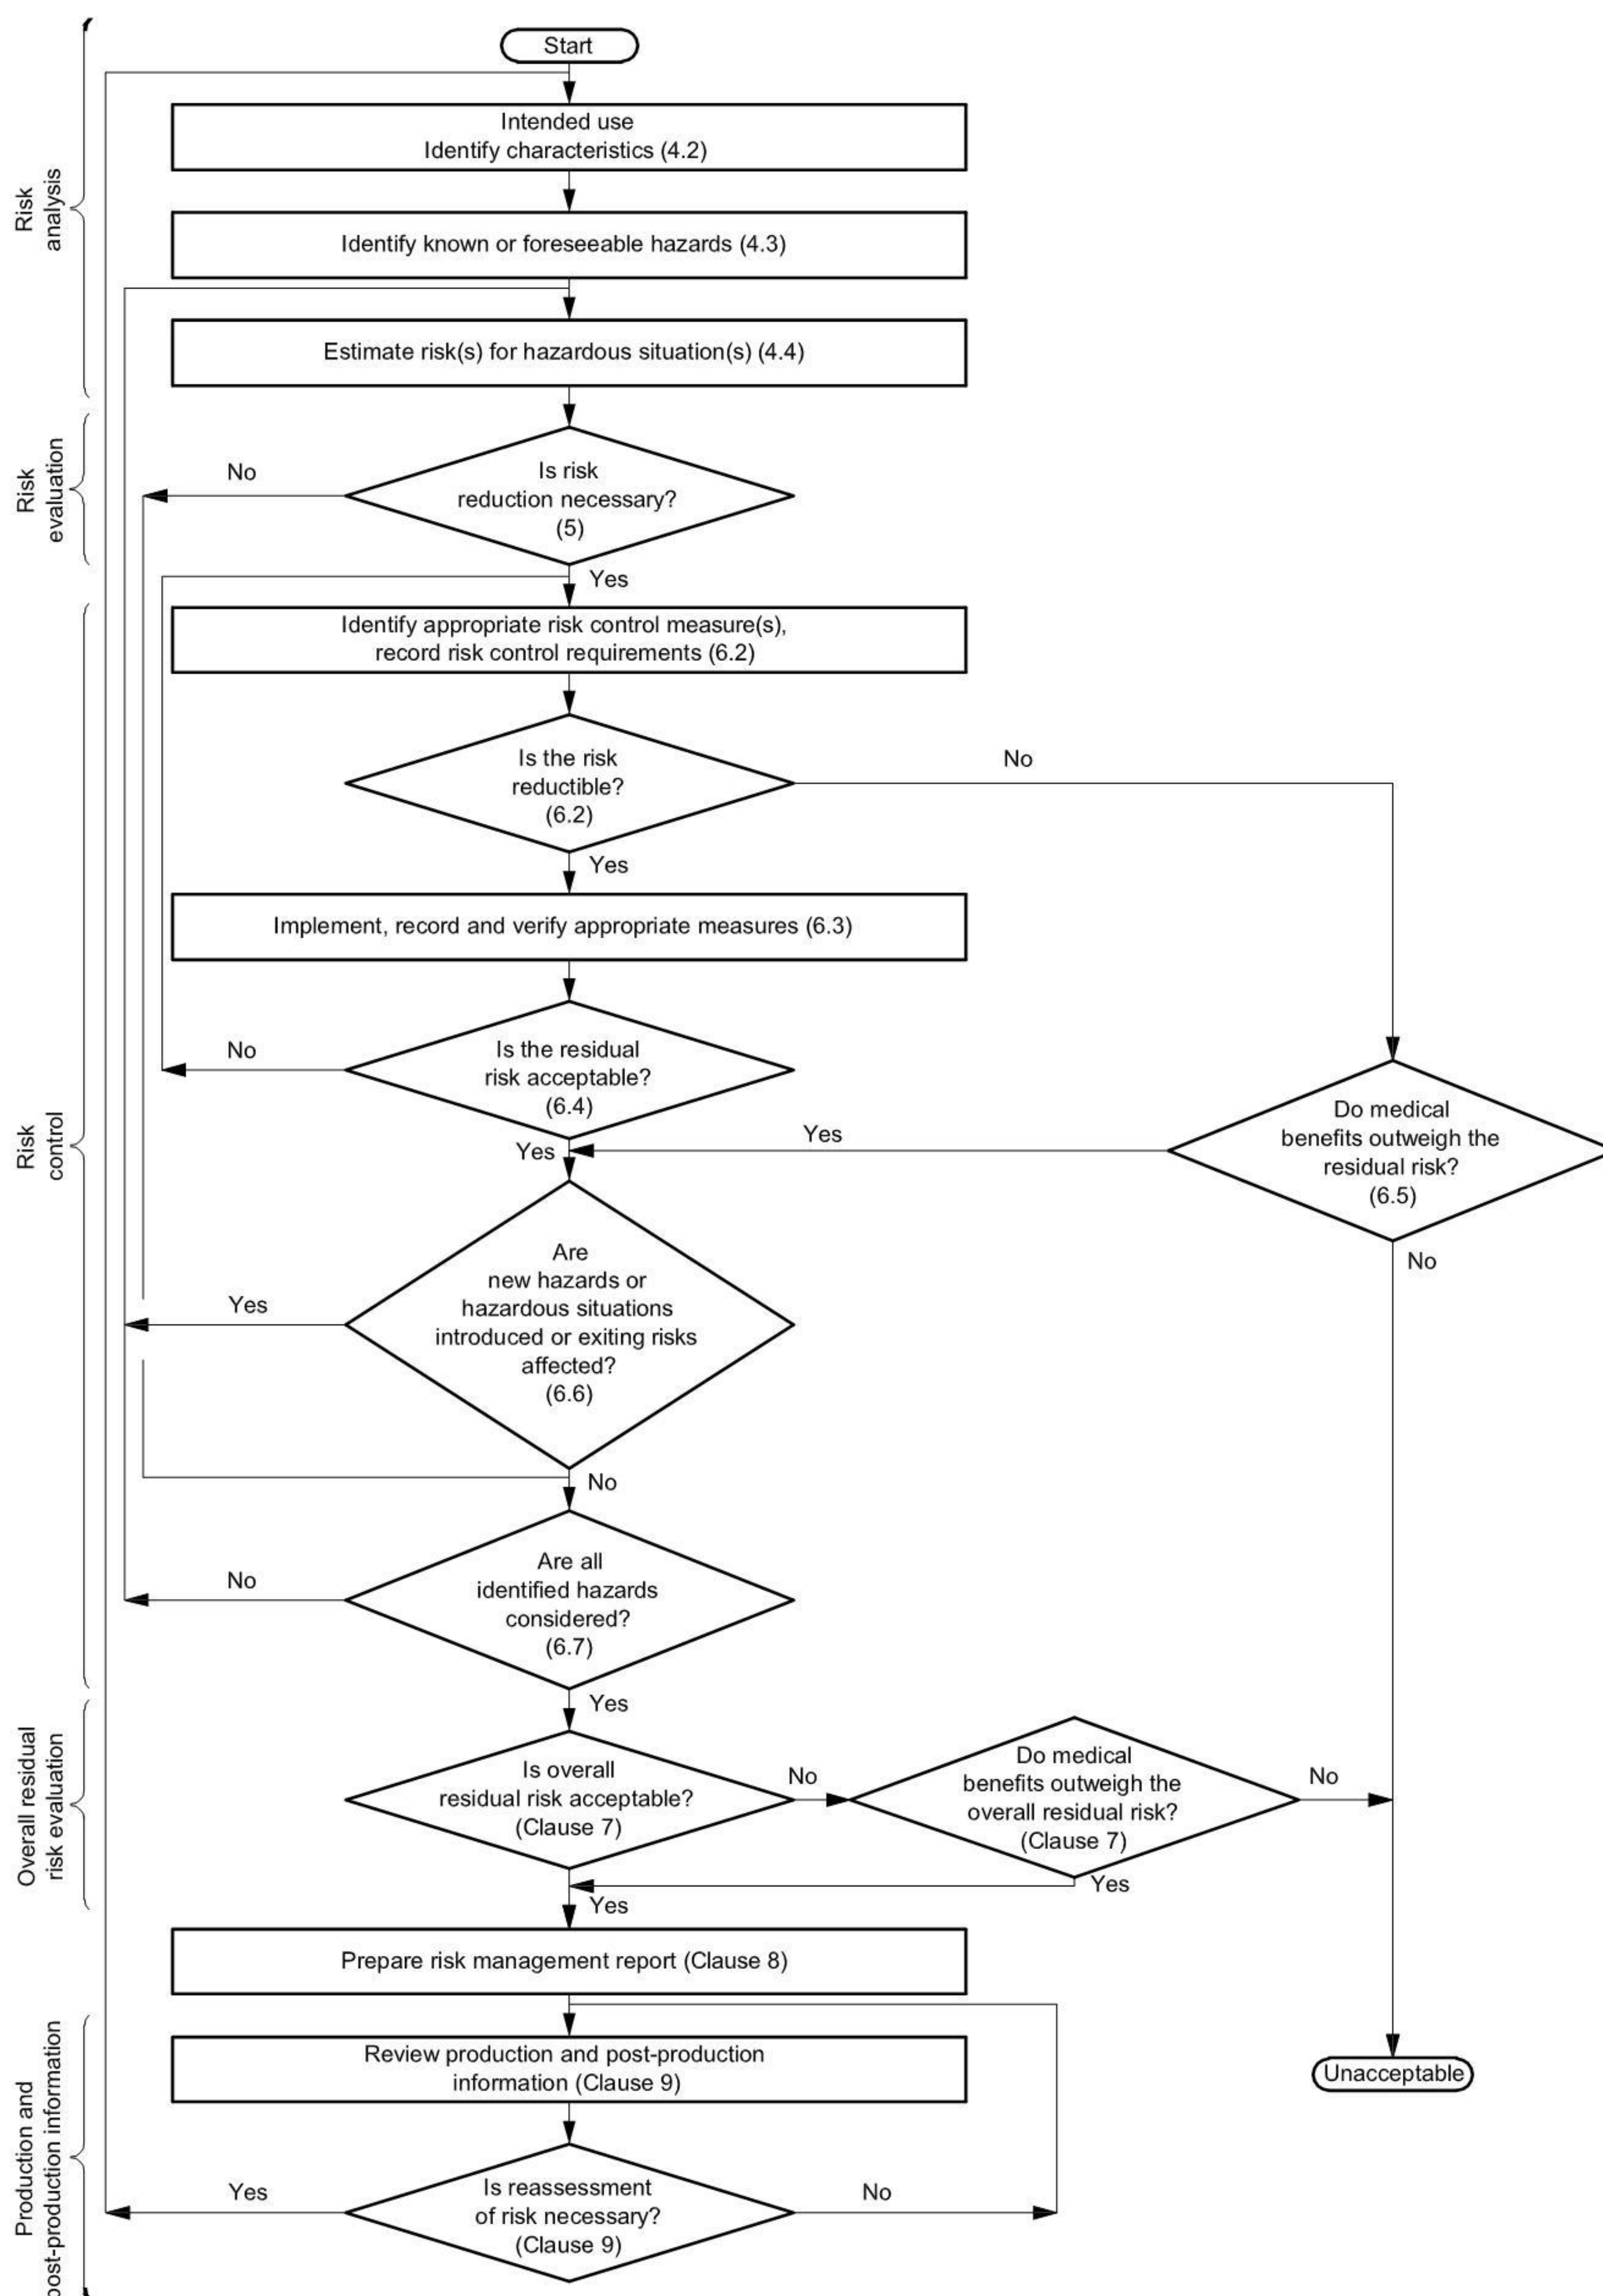 Start
Intended use
Identify characteristics (4.2)
Risk
analysis
Identify known or foreseeable hazards (4.3)
Estimate risk(s) for hazardous situation(s) (4.4)
Risk
evaluation
No
Is risk
reduction necessary?
(5)
Yes
Identify appropriate risk control measure(s),
record risk control requirements (6.2)
Is the risk
reductible?
(6.2)
No
Yes
Implement, record and verify appropriate measures (6.3)
No
Is the residual
risk acceptable?
(6.4)
Risk
control
Yes
Yes
Do medical
benefits outweigh the
residual risk?
(6.5)
No
Are
new hazards or
hazardous situations
introduced or exiting risks
affected?
(6.6)
Yes
No
Are all
identified hazards
considered?
(6.7)
No
Yes
Overall residual
risk evaluation
Is overall
residual risk acceptable?
(Clause 7)
No
Do medical
benefits outweigh the
overall residual risk?
(Clause 7)
No
Yes
Yes
Prepare risk management report (Clause 8)
Unacceptable
Production and
post-production information
Review production and post-production
information (Clause 9)
Yes
Is reassessment
of risk necessary?
(Clause 9)
No